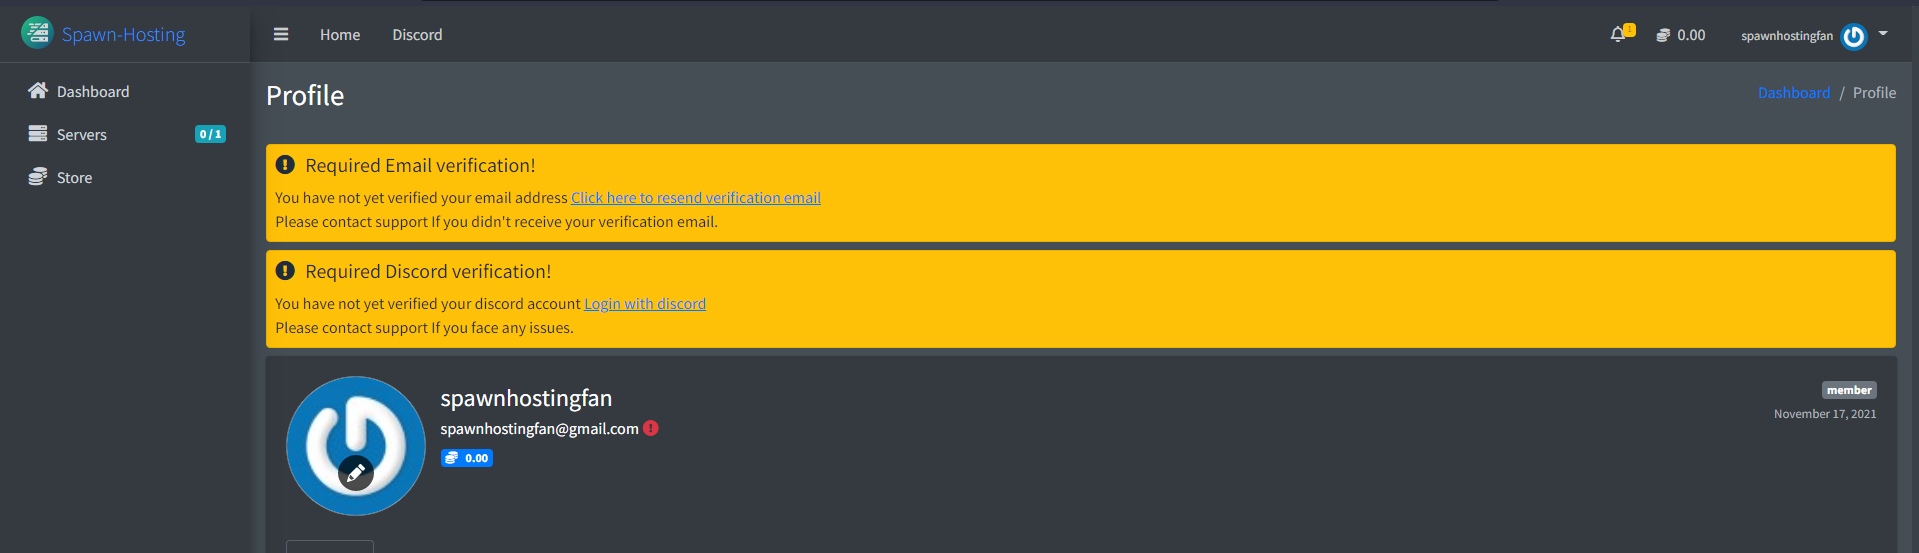 Spawn-Hosting
Home
Discord
1
0.00
spawnhostingfan
Dashboard
Servers
0 / 1
Store
Profile
Dashboard / Profile
Required Email verification!
You have not yet verified your email address Click here to resend verification email
Please contact support If you didn't receive your verification email.
Required Discord verification!
You have not yet verified your discord account Login with discord
Please contact support If you face any issues.
spawnhostingfan
spawnhostingfan@gmail.com
0.00
member
November 17, 2021